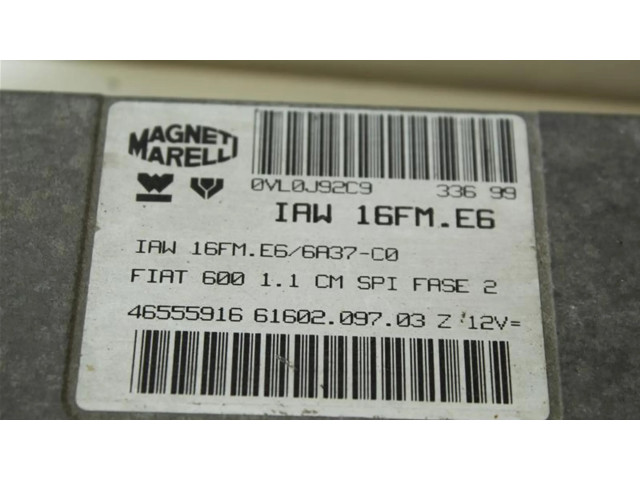 MAGNETI
MARELLI
0VL0J92C9 336 99
IAW 16FM.E6
IAW 16FM.E6/6A37-C0
FIAT 600 1.1 CM SPI FASE 2
46555916 61602.097.03 Z 12V=